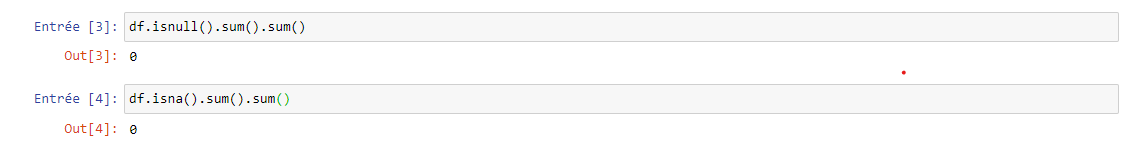 Entrée [3]: df.isnull().sum().sum()
Out[3]: 0
Entrée [4]: df.isna().sum().sum()
Out[4]: 0